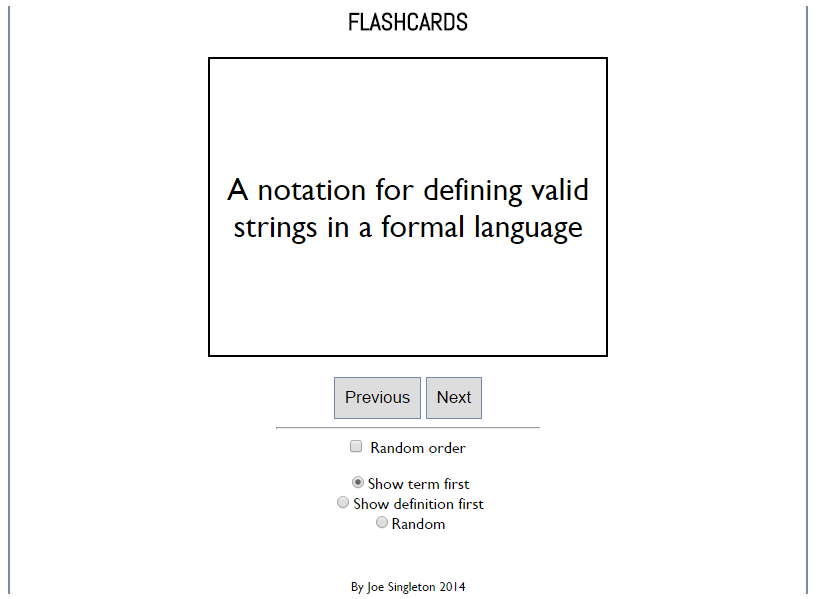 FLASHCARDS
A notation for defining valid
strings in a formal language
Previous Next
Random order
Show term first
Show definition first
Random
By Joe Singleton 2014